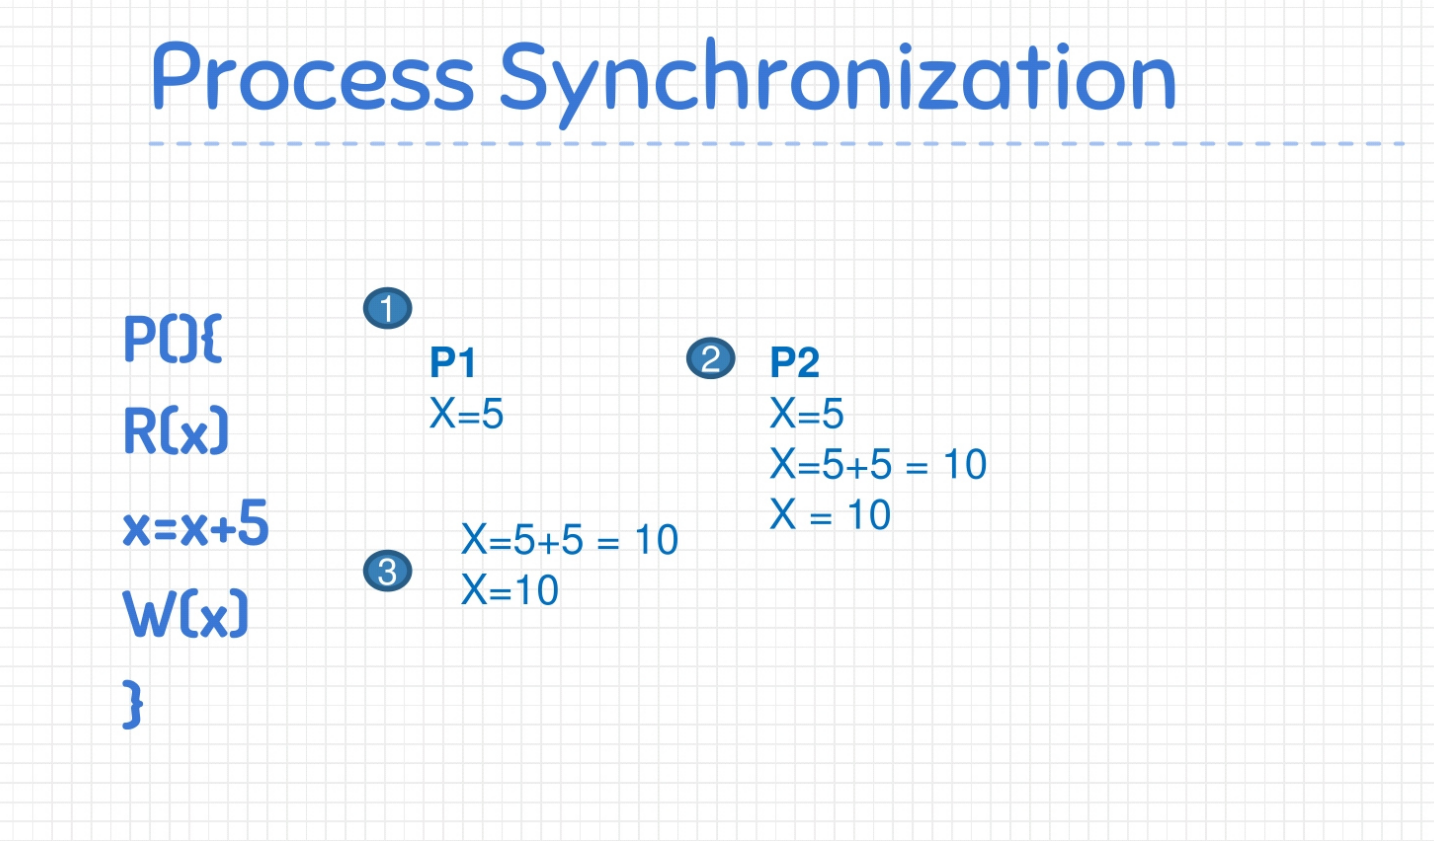 Process Synchronization
P(){
R(x)
x=x+5
W(x)
}
1
P1
X=5
2
P2
X=5
X=5+5 = 10
X = 10
3
X=5+5 = 10
X=10